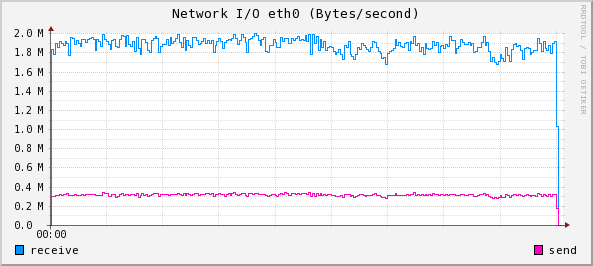 Network I/O eth0 (Bytes/second)
2.0 M
1.8 M
1.6 M
1.4 M
1.2 M
1.0 M
0.8 M
0.6 M
0.4 M
0.2 M
0.0
00:00
receive
send
RRDTOOL / TOBI OETIKER